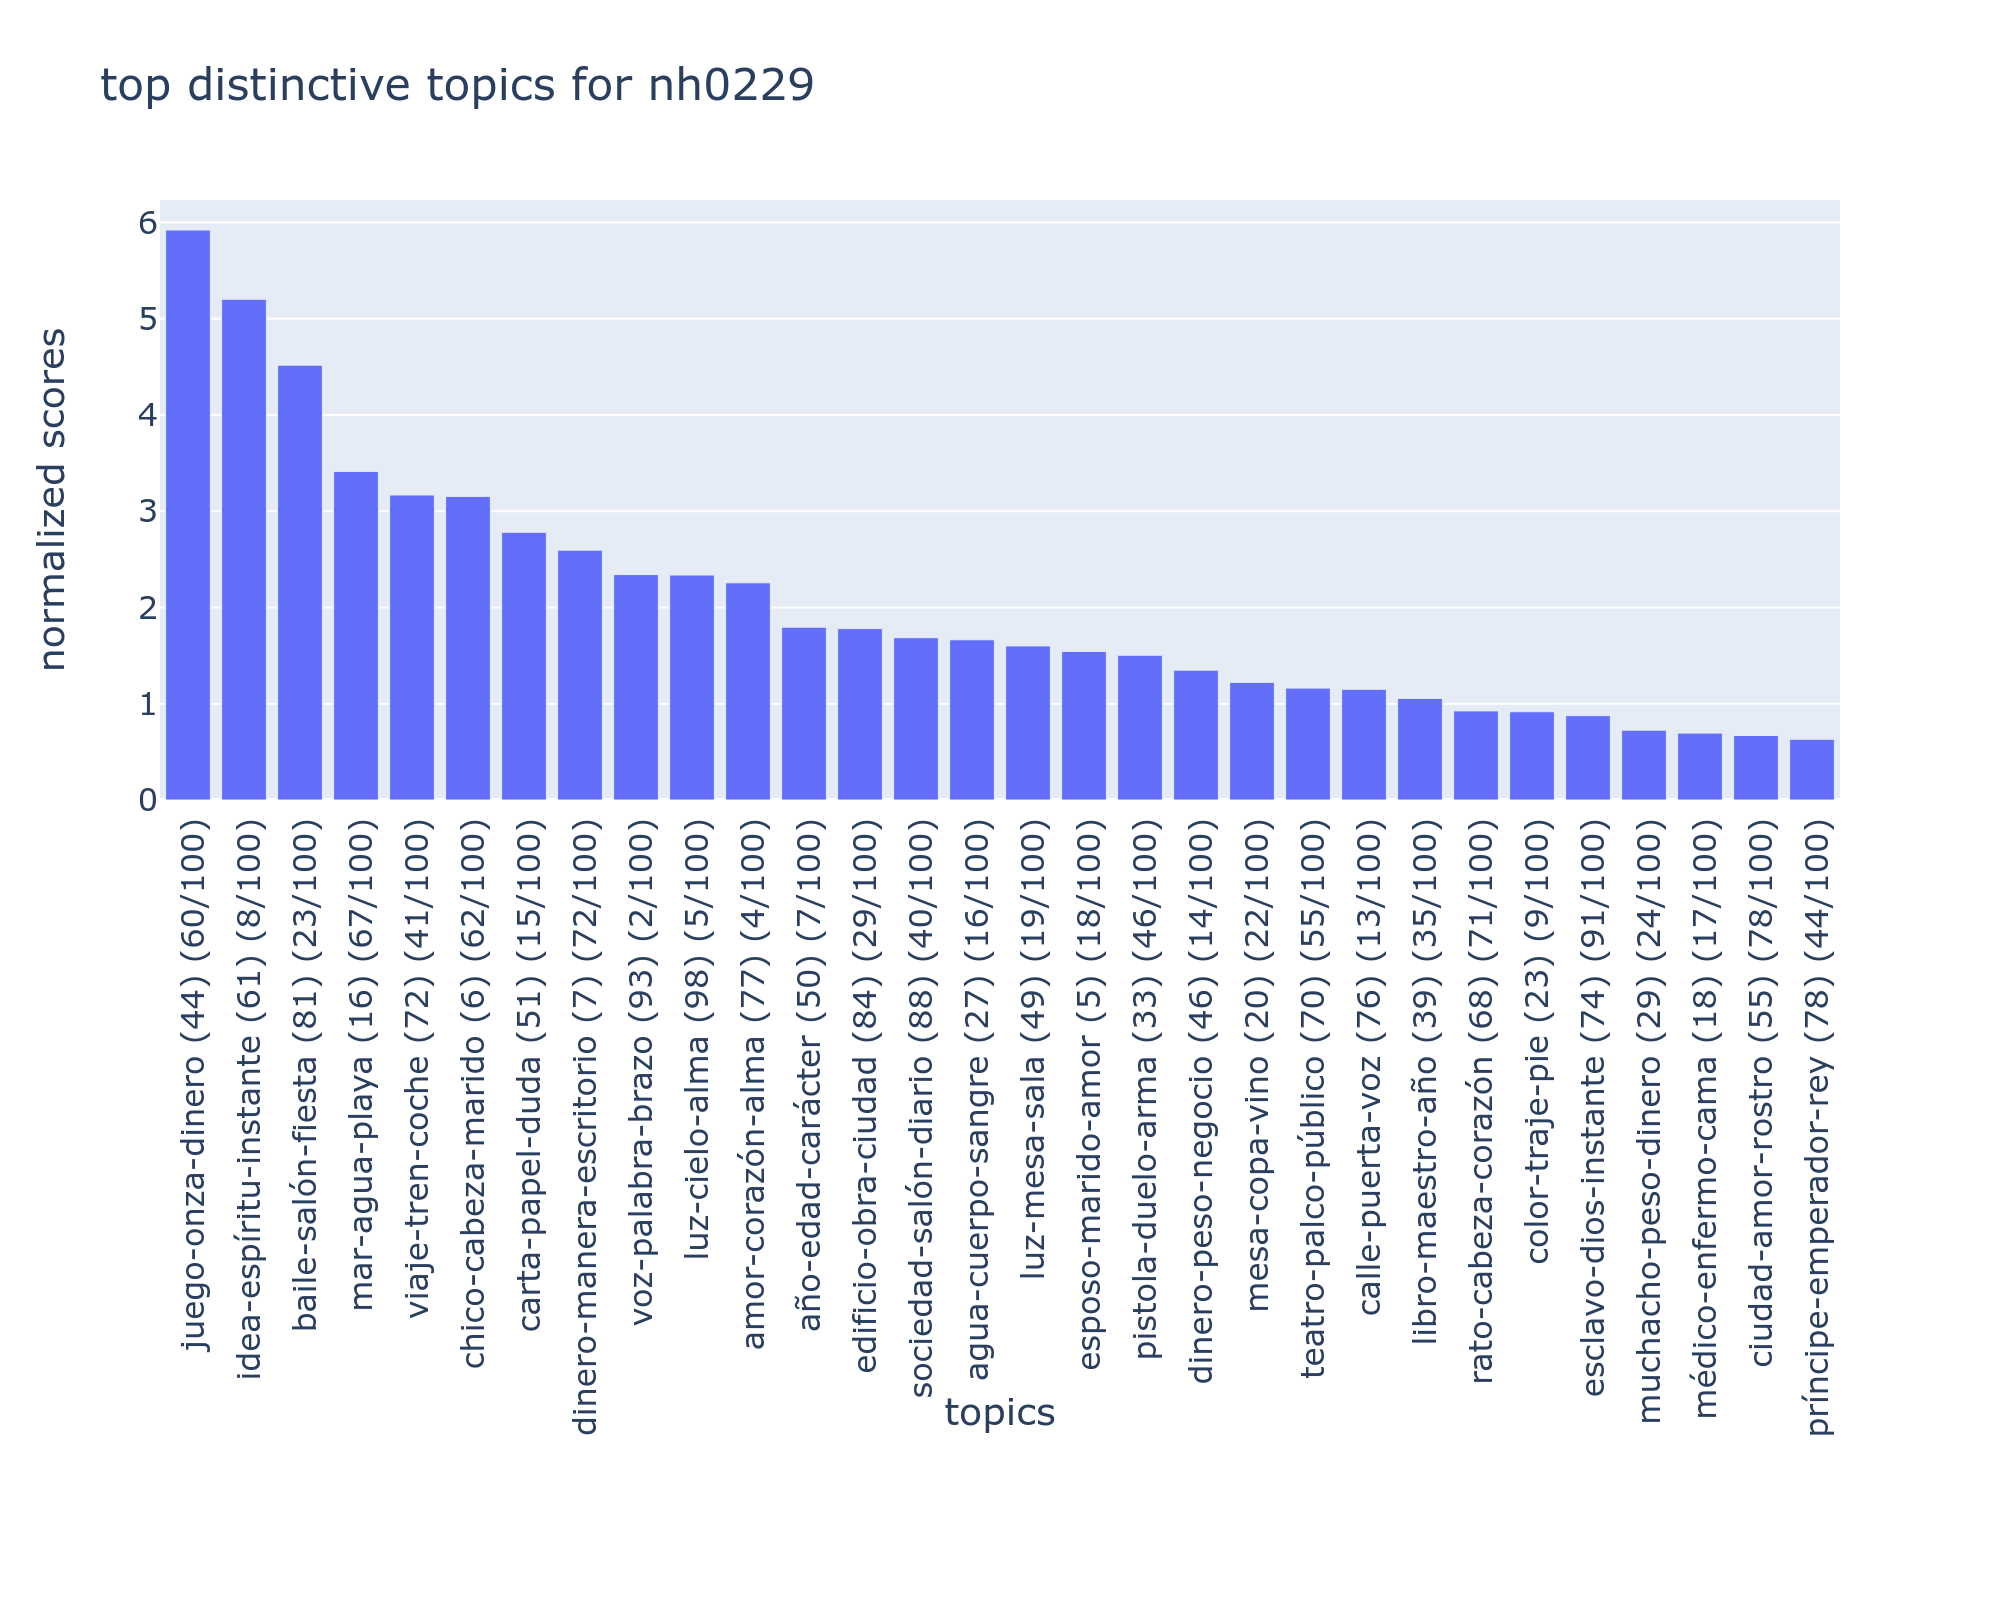 top distinctive topics for nh0229
normalized scores
6
5
4
3
2
1
0
juego-onza-dinero (44) (60/100)
idea-espíritu-instante (61) (8/100)
baile-salón-fiesta (81) (23/100)
mar-agua-playa (16) (67/100)
viaje-tren-coche (72) (41/100)
chico-cabeza-marido (6) (62/100)
carta-papel-duda (51) (15/100)
dinero-manera-escritorio (7) (72/100)
voz-palabra-brazo (93) (2/100)
luz-cielo-alma (98) (5/100)
amor-corazón-alma (77) (4/100)
año-edad-carácter (50) (7/100)
edificio-obra-ciudad (84) (29/100)
sociedad-salón-diario (88) (40/100)
agua-cuerpo-sangre (27) (16/100)
luz-mesa-sala (49) (19/100)
esposo-marido-amor (5) (18/100)
pistola-duelo-arma (33) (46/100)
dinero-peso-negocio (46) (14/100)
mesa-copa-vino (20) (22/100)
teatro-palco-público (70) (55/100)
calle-puerta-voz (76) (13/100)
libro-maestro-año (39) (35/100)
rato-cabeza-corazón (68) (71/100)
color-traje-pie (23) (9/100)
esclavo-dios-instante (74) (91/100)
muchacho-peso-dinero (29) (24/100)
médico-enfermo-cama (18) (17/100)
ciudad-amor-rostro (55) (78/100)
príncipe-emperador-rey (78) (44/100)
topics